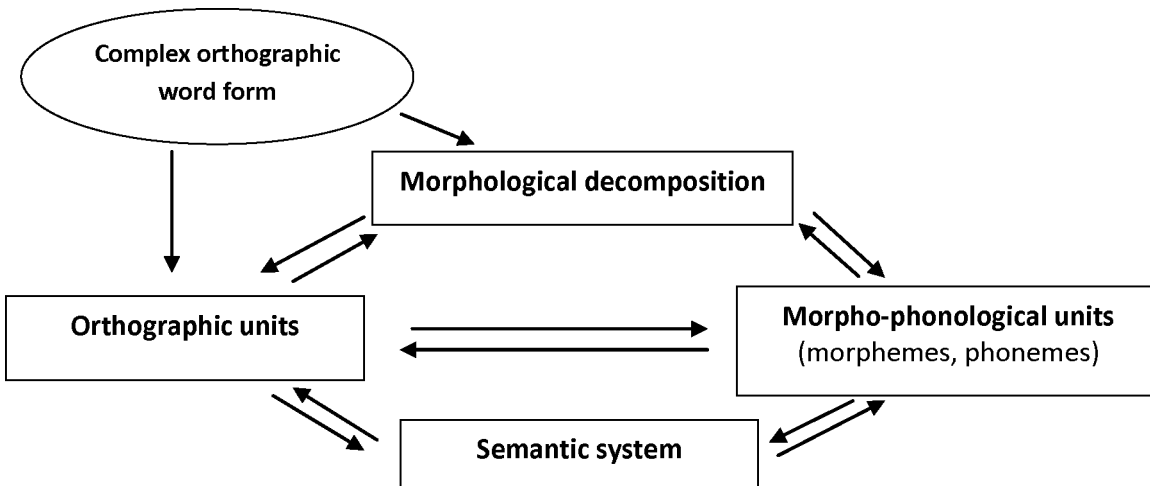 Complex orthographic
word form
Morphological decomposition
Orthographic units
Morpho-phonological units
(morphemes, phonemes)
Semantic system